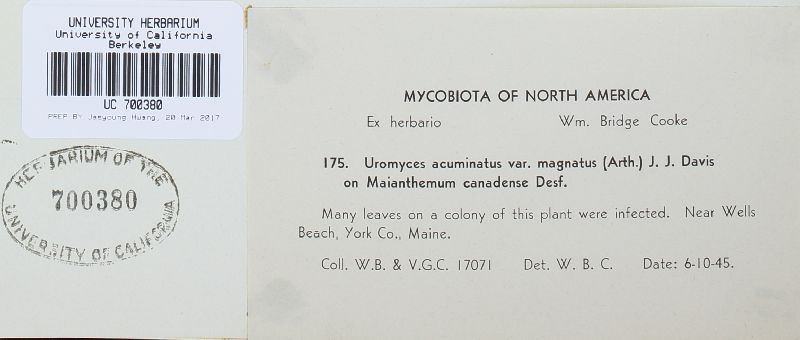 UNIVERSITY HERBARIUM
University of California
Berkeley
UC 700380
PREP BY Jaeyoung Huang, 20 Mar 2017
HERBARIUM OF THE
700380
UNIVERSITY OF CALIFORNIA
MYCOBIOTA OF NORTH AMERICA
Ex herbario Wm. Bridge Cooke
175. Uromyces acuminatus var. magnatus (Arth.) J. J. Davis
on Maianthemum canadense Desf.
Many leaves on a colony of this plant were infected. Near Wells
Beach, York Co., Maine.
Coll. W.B. & V.G.C. 17071 Det. W. B. C. Date: 6-10-45.